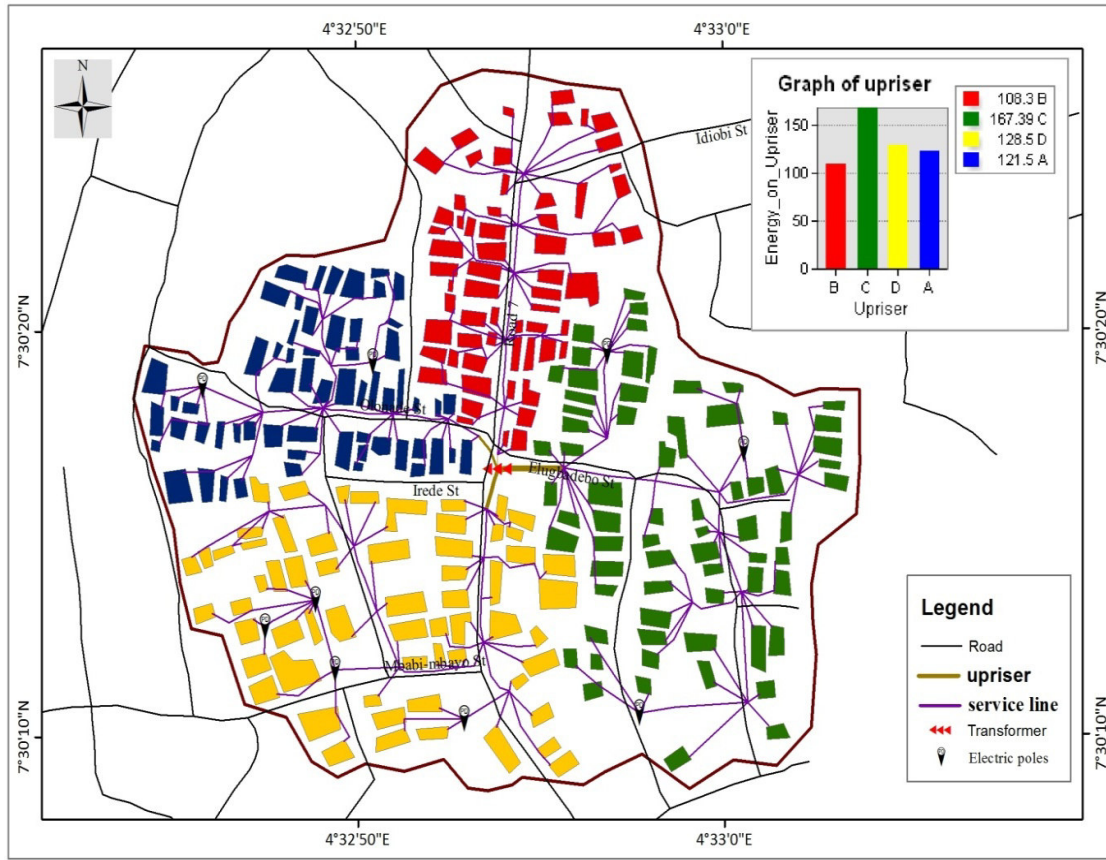 4°32'50"E
4°33'0"E
N
Graph of upriser
Energy_on_Upriser
150
100
50
0
B
C
D
A
Upriser
108.3 B
167.39 C
128.5 D
121.5 A
Idiobi St
7°30'20"N
7°30'20"N
Olohude St
Irede St
Legend
Road
upriser
service line
Transformer
Electric poles
7°30'10"N
7°30'10"N
4°32'50"E
4°33'0"E